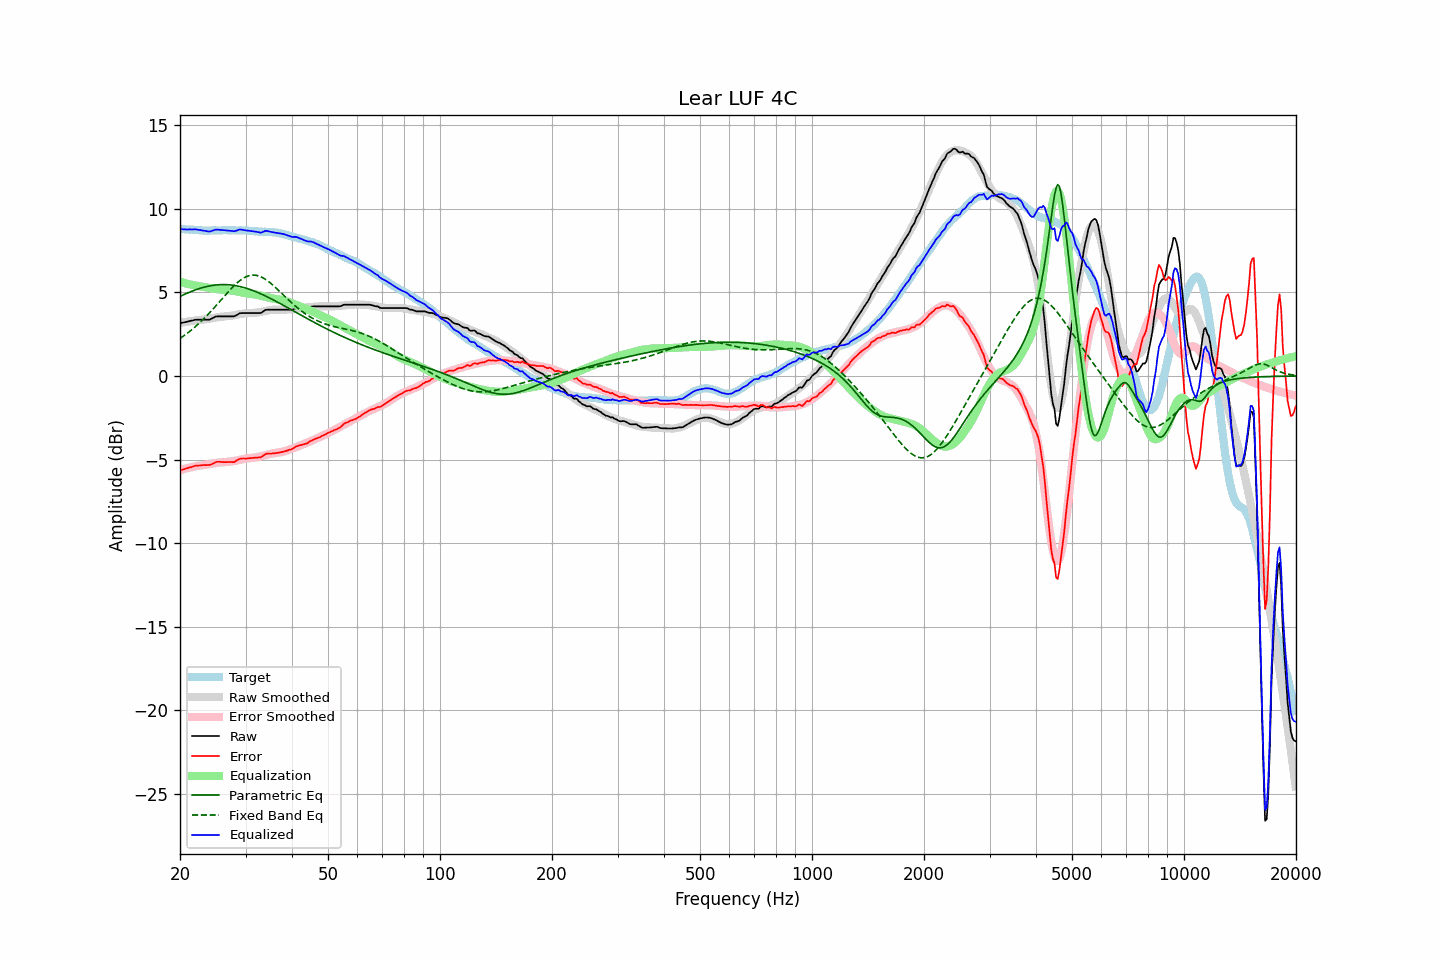 Lear LUF 4C
15
10
5
0
−5
−10
−15
−20
−25
Amplitude (dBr)
Target
Raw Smoothed
Error Smoothed
Raw
Error
Equalization
Parametric Eq
Fixed Band Eq
Equalized
20 50 100 200 500 1000 2000 5000 10000 20000
Frequency (Hz)